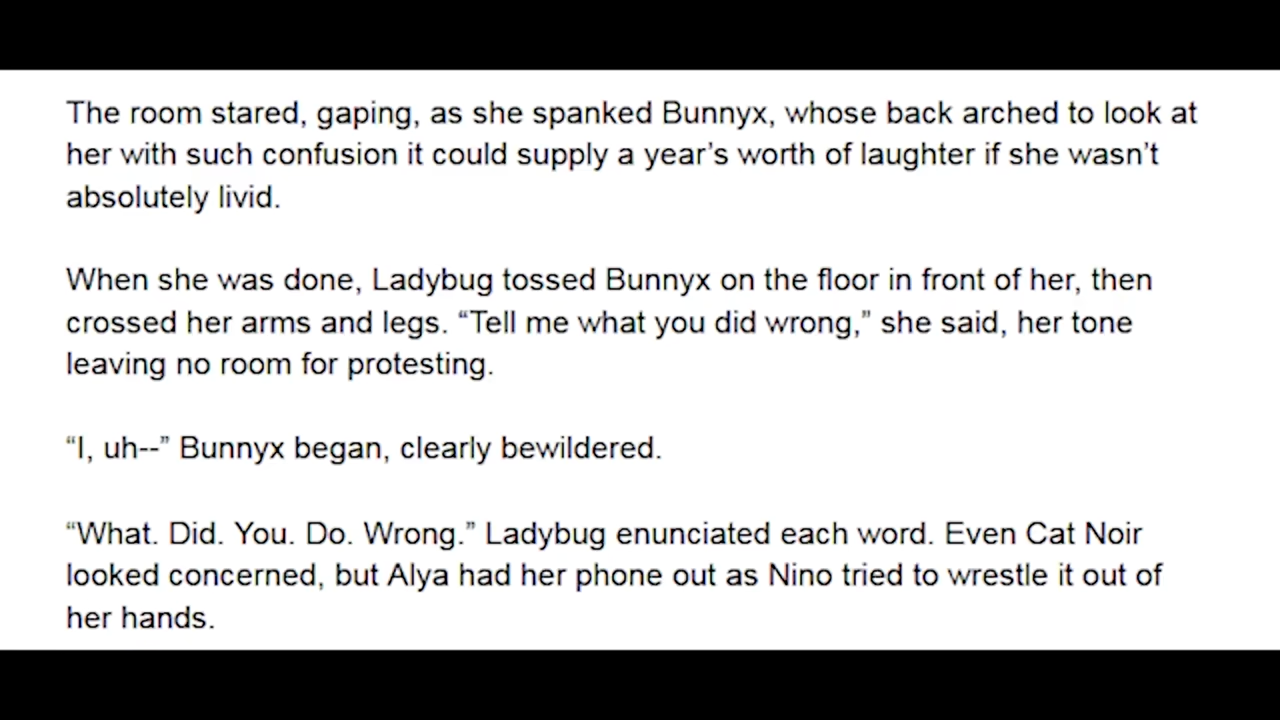 The room stared, gaping, as she spanked Bunnyx, whose back arched to look at
her with such confusion it could supply a year’s worth of laughter if she wasn’t
absolutely livid.
When she was done, Ladybug tossed Bunnyx on the floor in front of her, then
crossed her arms and legs. “Tell me what you did wrong,” she said, her tone
leaving no room for protesting.
“I, uh--” Bunnyx began, clearly bewildered.
“What. Did. You. Do. Wrong.” Ladybug enunciated each word. Even Cat Noir
looked concerned, but Alya had her phone out as Nino tried to wrestle it out of
her hands.